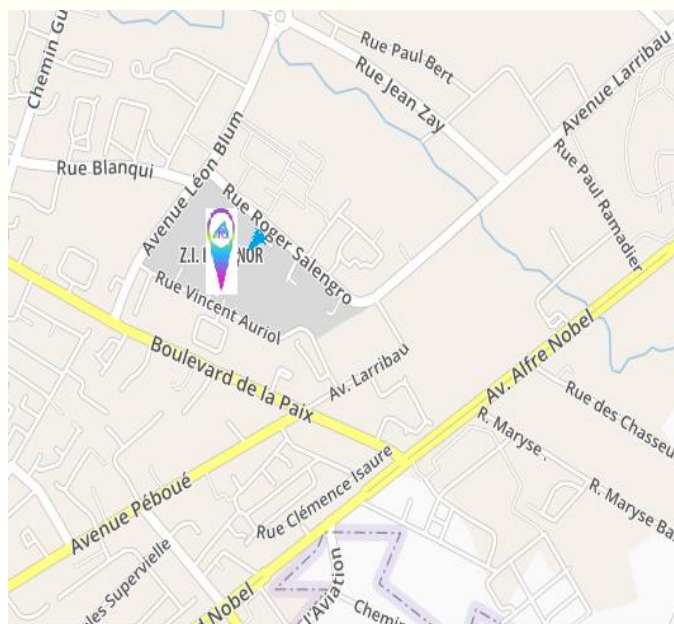 Chemin Gu
Rue Paul Bert
Rue Jean Zay
Avenue Larribau
Rue Blanqui
Avenue Léon Blum
Rue Roger Salengro
Rue Paul Ramadier
Z.I. NOR
Rue Vincent Auriol
Boulevard de la Paix
Av. Larribau
Av. Alfre Nobel
Rue des Chasseu
R. Maryse .
R. Maryse Bas
Avenue Péboué
Rue Clémence Isaure
les Supervielle
d Nobel
l'Aviation
Chemin